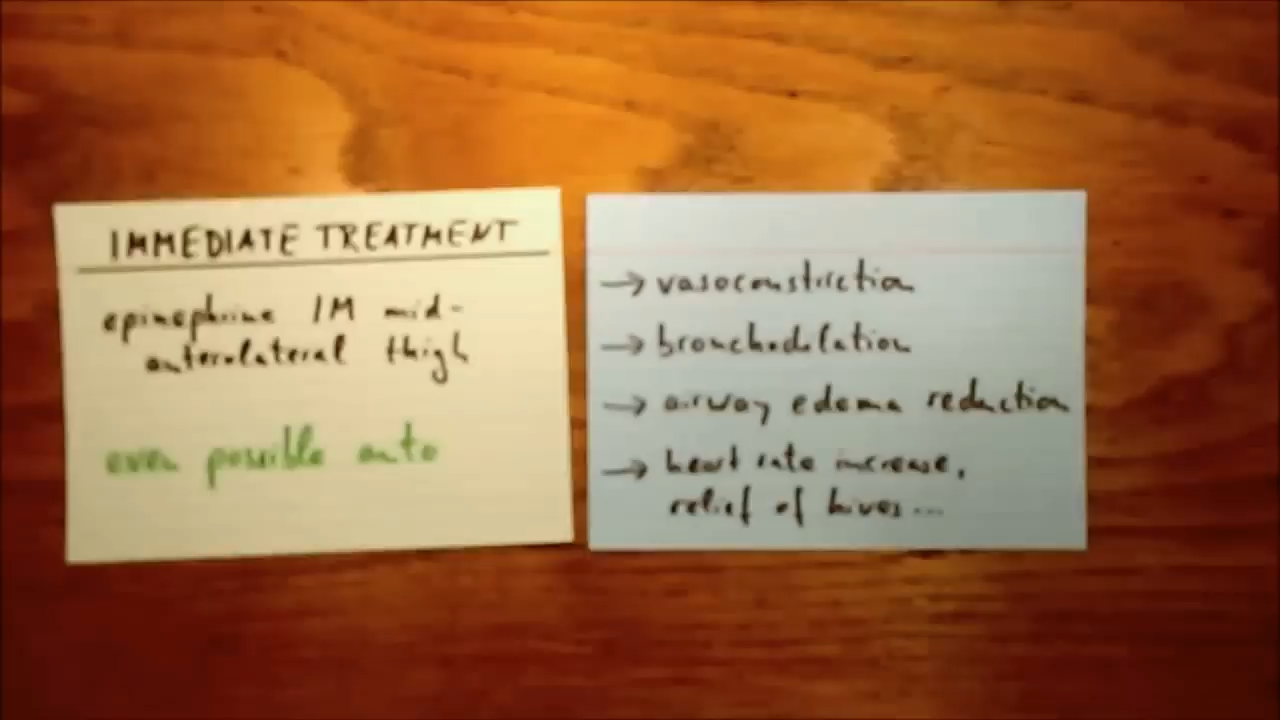 IMMEDIATE TREATMENT
epinephrine IM mid-
anterolateral thigh
even possible auto
→ vasoconstriction
→ bronchodilation
→ airway edema reduction
→ heart rate increase,
relief of hives...